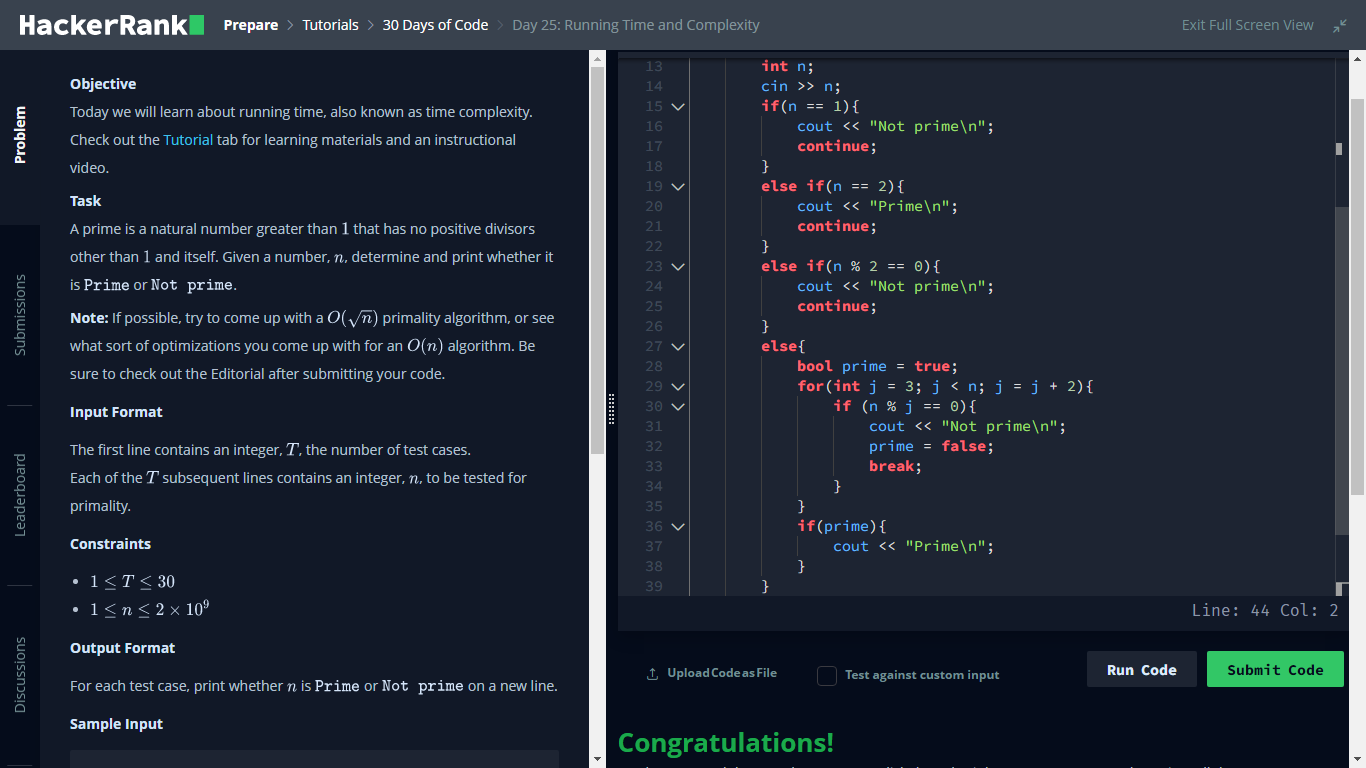 HackerRank Prepare > Tutorials > 30 Days of Code > Day 25: Running Time and Complexity Exit Full Screen View
Problem
Submissions
Leaderboard
Discussions
Objective
Today we will learn about running time, also known as time complexity.
Check out the Tutorial tab for learning materials and an instructional
video.
Task
A prime is a natural number greater than 1 that has no positive divisors
other than 1 and itself. Given a number, n, determine and print whether it
is Prime or Not prime.
Note: If possible, try to come up with a O(√n) primality algorithm, or see
what sort of optimizations you come up with for an O(n) algorithm. Be
sure to check out the Editorial after submitting your code.
Input Format
The first line contains an integer, T, the number of test cases.
Each of the T subsequent lines contains an integer, n, to be tested for
primality.
Constraints
• 1 ≤ T ≤ 30
• 1 ≤ n ≤ 2 × 10⁹
Output Format
For each test case, print whether n is Prime or Not prime on a new line.
Sample Input
13 int n;
14 cin >> n;
15 if(n == 1){
16 cout << "Not prime\n";
17 continue;
18 }
19 else if(n == 2){
20 cout << "Prime\n";
21 continue;
22 }
23 else if(n % 2 == 0){
24 cout << "Not prime\n";
25 continue;
26 }
27 else{
28 bool prime = true;
29 for(int j = 3; j < n; j = j + 2){
30 if (n % j == 0){
31 cout << "Not prime\n";
32 prime = false;
33 break;
34 }
35 }
36 if(prime){
37 cout << "Prime\n";
38 }
39 }
Line: 44 Col: 2
Upload Code as File Test against custom input Run Code Submit Code
Congratulations!